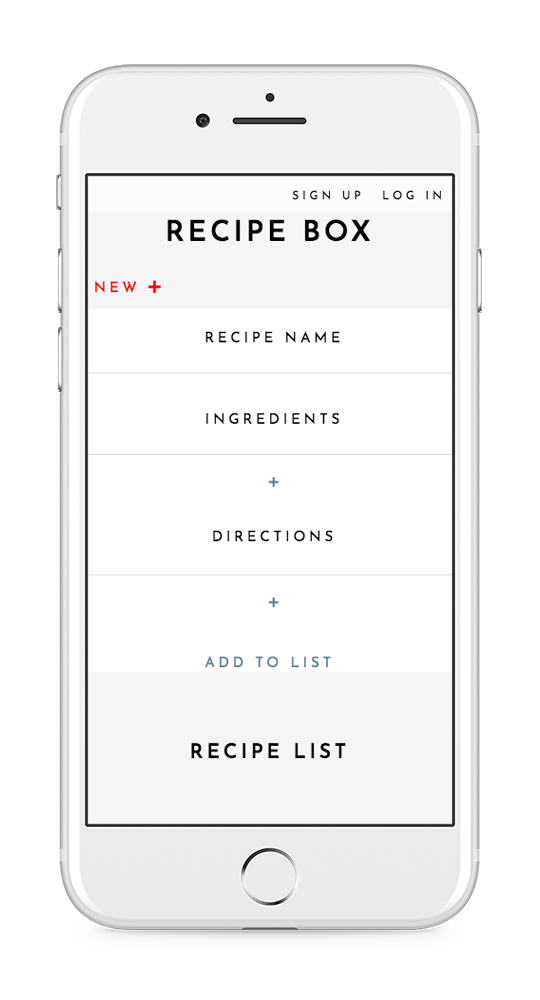 SIGN UP LOG IN
RECIPE BOX
NEW +
RECIPE NAME
INGREDIENTS
+
DIRECTIONS
+
ADD TO LIST
RECIPE LIST